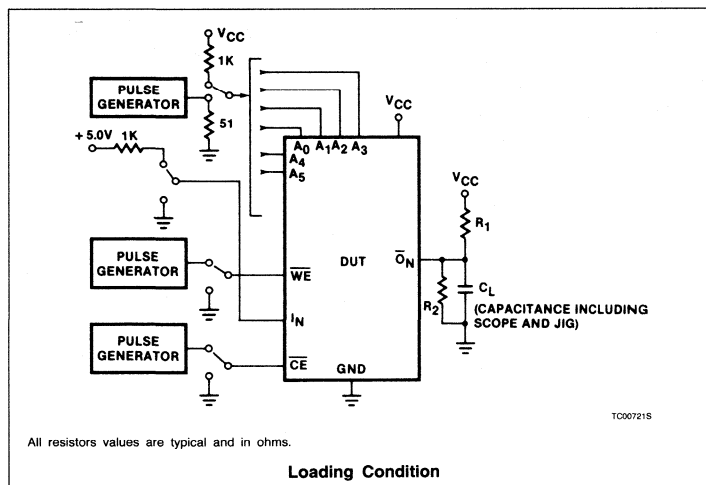 VCC
1K
PULSE
GENERATOR
51
+ 5.0V 1K
VCC
A0 A1 A2 A3
A4
A5
VCC
R1
PULSE
GENERATOR
WE
DUT
ON
R2
CL
(CAPACITANCE INCLUDING
SCOPE AND JIG)
IN
PULSE
GENERATOR
CE
GND
TC00721S
All resistors values are typical and in ohms.
Loading Condition